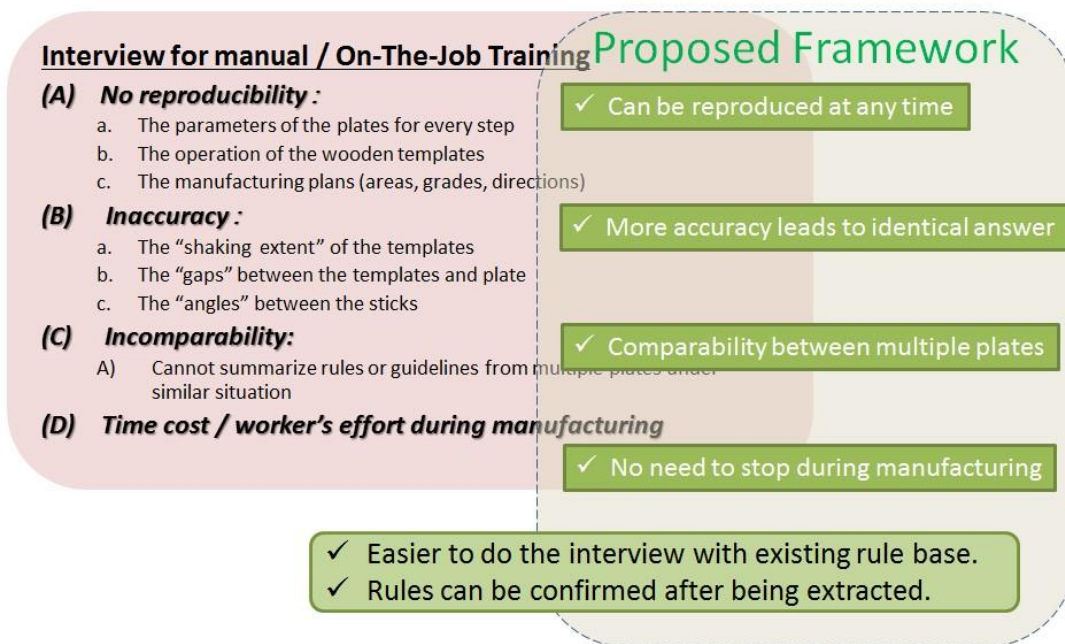 Interview for manual / On-The-Job Training
Proposed Framework
(A) No reproducibility :
a. The parameters of the plates for every step
b. The operation of the wooden templates
c. The manufacturing plans (areas, grades, directions)
✓ Can be reproduced at any time
(B) Inaccuracy :
a. The “shaking extent” of the templates
b. The “gaps” between the templates and plate
c. The “angles” between the sticks
✓ More accuracy leads to identical answer
(C) Incomparability:
A) Cannot summarize rules or guidelines from multiple plates under
similar situation
✓ Comparability between multiple plates
(D) Time cost / worker’s effort during manufacturing
✓ No need to stop during manufacturing
✓ Easier to do the interview with existing rule base.
✓ Rules can be confirmed after being extracted.